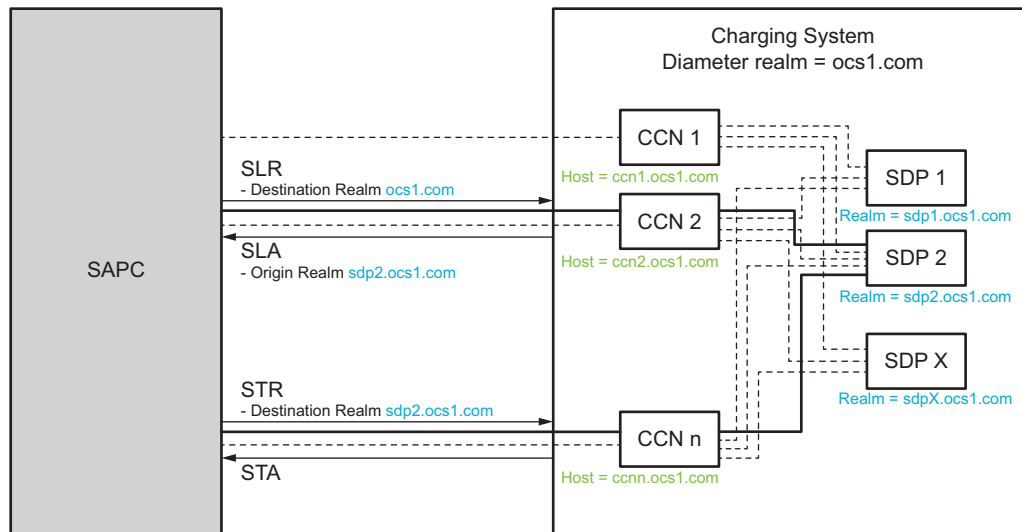 Charging System
Diameter realm = ocs1.com
CCN 1
Host = ccn1.ocs1.com
SLR
- Destination Realm ocs1.com
SDP 1
Realm = sdp1.ocs1.com
CCN 2
Host = ccn2.ocs1.com
SLA
- Origin Realm sdp2.ocs1.com
SAPC
SDP 2
Realm = sdp2.ocs1.com
SDP X
Realm = sdpX.ocs1.com
STR
- Destination Realm sdp2.ocs1.com
CCN n
Host = ccnn.ocs1.com
STA